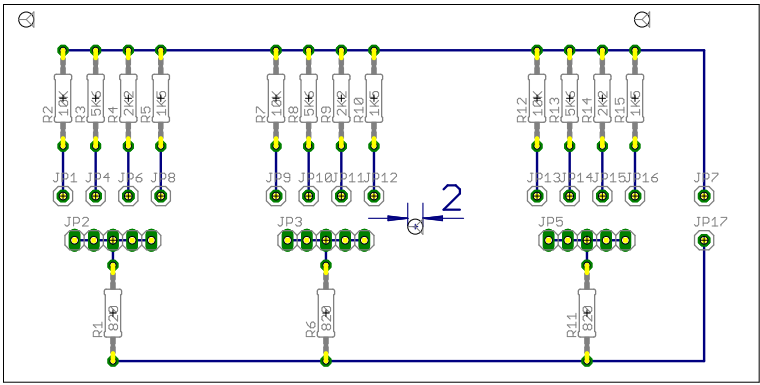 R2 10K R3 5K6 R4 2K2 R5 1K5 R7 10K R8 5K6 R9 2K2 R10 1K5 R12 10K R13 5K6 R14 2K2 R15 1K5
JP1 JP4 JP6 JP8 JP9 JP10 JP11 JP12 JP13 JP14 JP15 JP16 JP7
2
JP2 JP3 JP5 JP17
R1 820 R6 820 R11 820